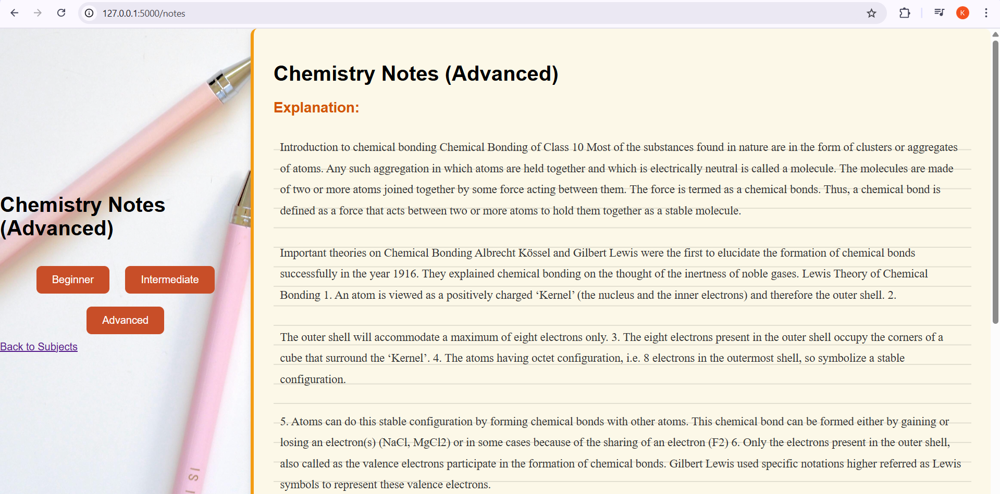 127.0.0.1:5000/notes
K
Chemistry Notes
(Advanced)
Beginner
Intermediate
Advanced
Back to Subjects
IS I
Chemistry Notes (Advanced)
Explanation:
Introduction to chemical bonding Chemical Bonding of Class 10 Most of the substances found in nature are in the form of clusters or aggregates
of atoms. Any such aggregation in which atoms are held together and which is electrically neutral is called a molecule. The molecules are made
of two or more atoms joined together by some force acting between them. The force is termed as a chemical bonds. Thus, a chemical bond is
defined as a force that acts between two or more atoms to hold them together as a stable molecule.
Important theories on Chemical Bonding Albrecht Kössel and Gilbert Lewis were the first to elucidate the formation of chemical bonds
successfully in the year 1916. They explained chemical bonding on the thought of the inertness of noble gases. Lewis Theory of Chemical
Bonding 1. An atom is viewed as a positively charged ‘Kernel’ (the nucleus and the inner electrons) and therefore the outer shell. 2.
The outer shell will accommodate a maximum of eight electrons only. 3. The eight electrons present in the outer shell occupy the corners of a
cube that surround the ‘Kernel’. 4. The atoms having octet configuration, i.e. 8 electrons in the outermost shell, so symbolize a stable
configuration.
5. Atoms can do this stable configuration by forming chemical bonds with other atoms. This chemical bond can be formed either by gaining or
losing an electron(s) (NaCl, MgCl2) or in some cases because of the sharing of an electron (F2) 6. Only the electrons present in the outer shell,
also called as the valence electrons participate in the formation of chemical bonds. Gilbert Lewis used specific notations higher referred as Lewis
symbols to represent these valence electrons.